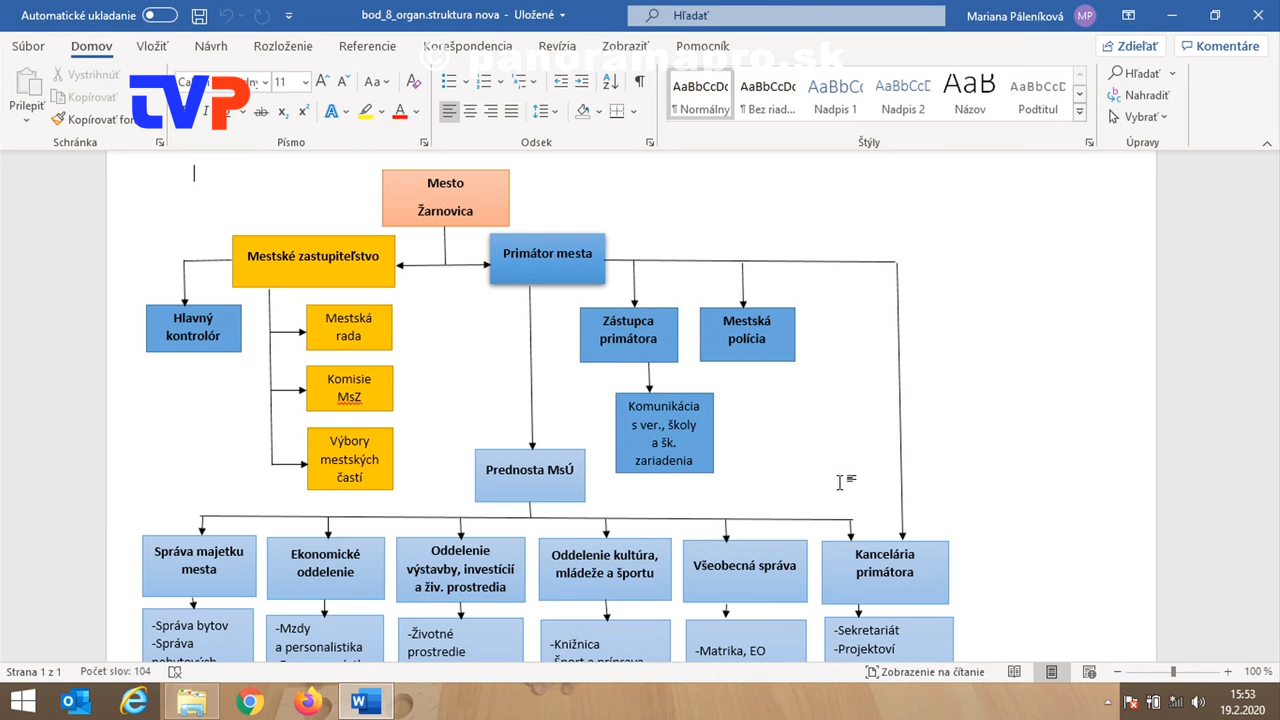 Automatické ukladanie
bod_8_organ.struktura nova - Uložené
Hľadať
Mariana Páleníková
MP
Súbor
Domov
Vložiť
Návrh
Rozloženie
Referencie
Korešpondencia
Revízia
Zobraziť
Pomocník
Zdieľať
Komentáre
© panoramapro.sk
TVP
Prilepiť
Vystrihnúť
Kopírovať
Kopírovať for
11
Aa
AaBbCcDc
AaBbCcDc
AaBbCc
AaBbCcD
AaB
AaBbCcD
¶ Normálny
¶ Bez riad...
Nadpis 1
Nadpis 2
Názov
Podtitul
Hľadať
Nahradiť
Vybrať
Schránka
Písmo
Odsek
Štýly
Úpravy
Mesto
Žarnovica
Mestské zastupiteľstvo
Primátor mesta
Hlavný
kontrolór
Mestská
rada
Zástupca
primátora
Mestská
polícia
Komisie
MsZ
Komunikácia
s ver., školy
a šk.
zariadenia
Výbory
mestských
častí
Prednosta MsÚ
Správa majetku
mesta
Ekonomické
oddelenie
Oddelenie
výstavby, investícií
a živ. prostredia
Oddelenie kultúra,
mládeže a športu
Všeobecná správa
Kancelária
primátora
-Správa bytov
-Správa
nebytových
-Mzdy
a personalistika
-Životné
prostredie
-Knižnica
Šport a príprava
-Matrika, EO
-Sekretariát
-Projektoví
Strana 1 z 1
Počet slov: 104
Zobrazenie na čítanie
100 %
15:53
19.2.2020